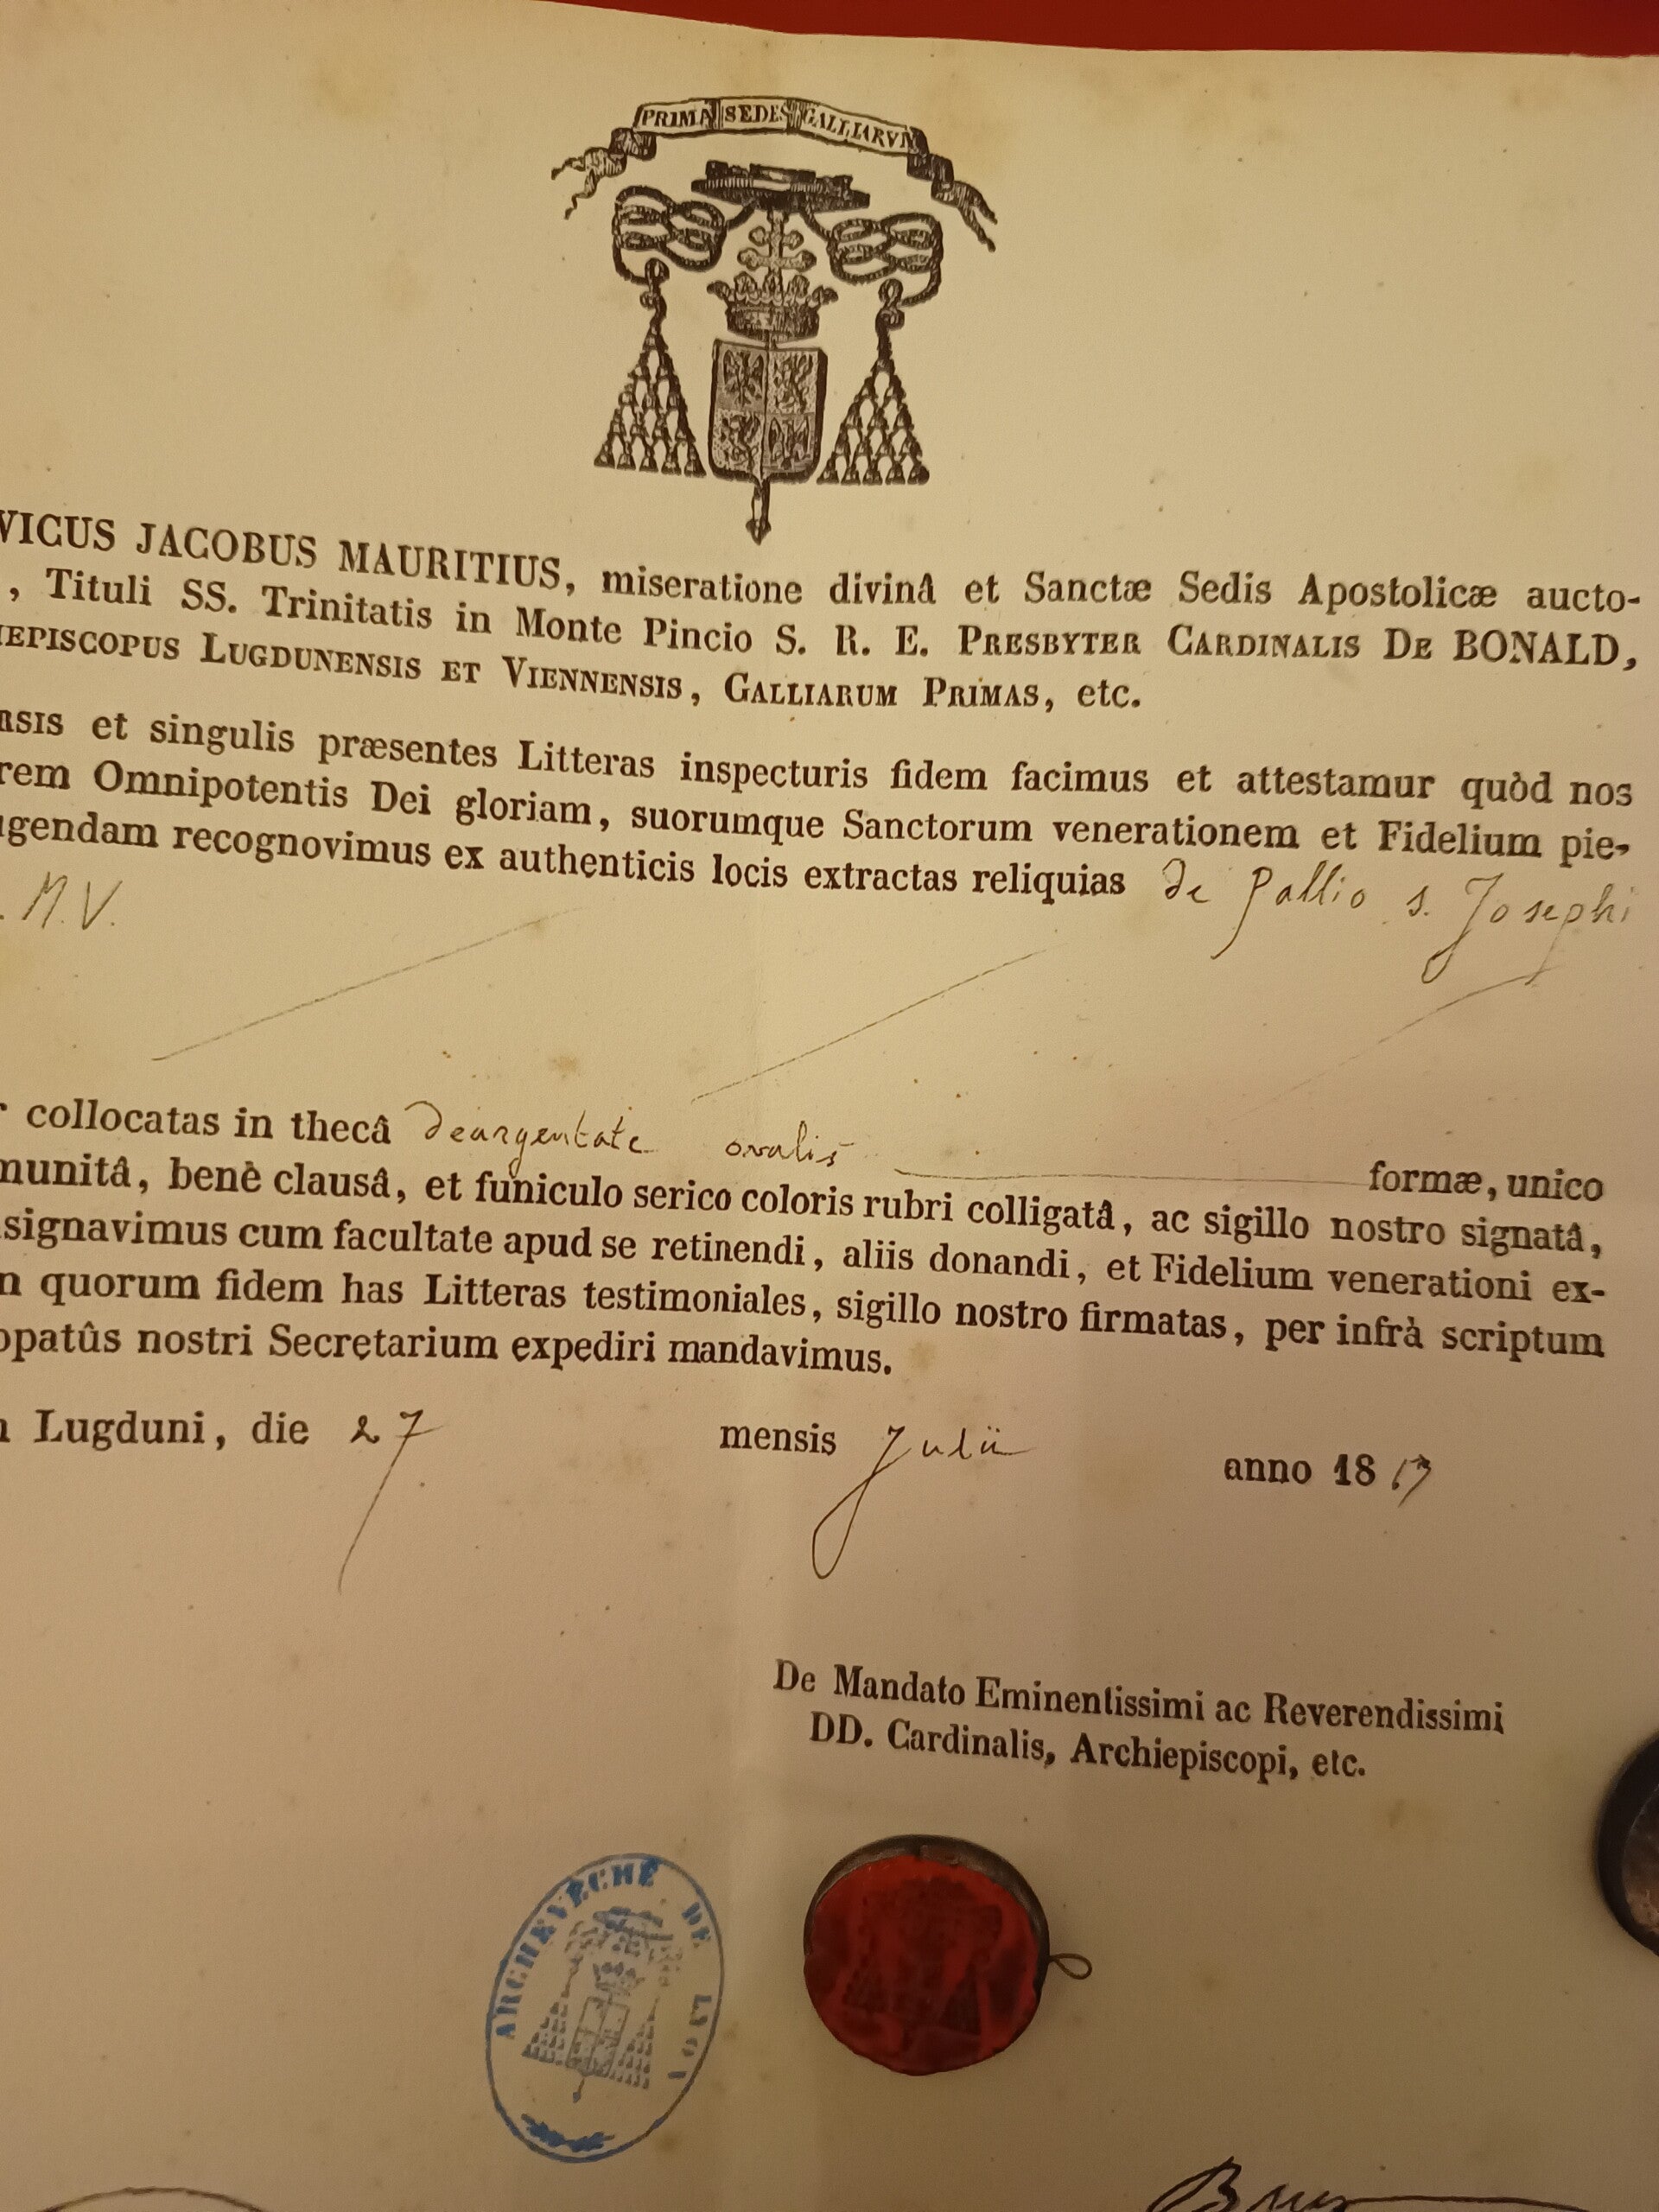 PRIMA SEDES GALLIARVM
VICUS JACOBUS MAURITIUS, miseratione divinâ et Sanctæ Sedis Apostolicæ aucto-
, Tituli SS. Trinitatis in Monte Pincio S. R. E. PRESBYTER CARDINALIS DE BONALD,
IEPISCOPUS LUGDUNENSIS ET VIENNENSIS, GALLIARUM PRIMAS, etc.
RSIS et singulis præsentes Litteras inspecturis fidem facimus et attestamur quòd nos
rem Omnipotentis Dei gloriam, suorumque Sanctorum venerationem et Fidelium pie-
ugendam recognovimus ex authenticis locis extractas reliquias de Pallio s. Josephi
. M.V.
r collocatas in thecâ deargentate ovalis formæ, unico
munitâ, benè clausâ, et funiculo serico coloris rubri colligatâ, ac sigillo nostro signatâ,
signavimus cum facultate apud se retinendi, aliis donandi, et Fidelium venerationi ex-
n quorum fidem has Litteras testimoniales, sigillo nostro firmatas, per infrà scriptum
opatûs nostri Secretarium expediri mandavimus.
Lugduni, die 27 mensis Julii anno 18
De Mandato Eminentissimi ac Reverendissimi
DD. Cardinalis, Archiepiscopi, etc.
ARCHEVÊCHÉ DE LYON